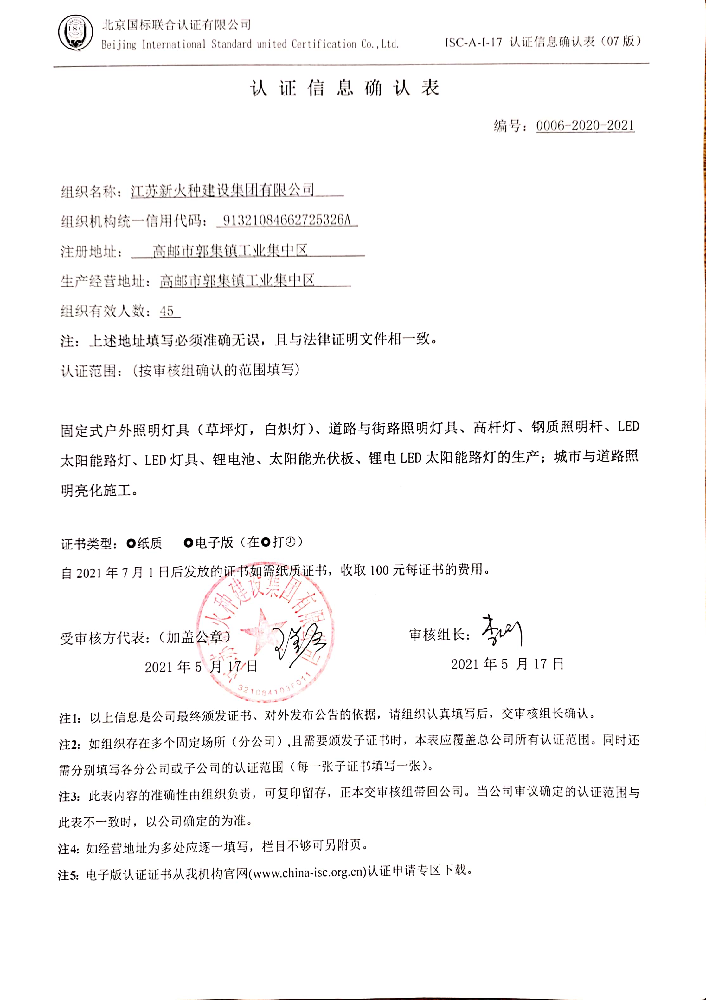 ISC
北京国标联合认证有限公司
Beijing International Standard united Certification Co.,Ltd.
ISC-A-I-17 认证信息确认表（07版）
认证信息确认表
编号：0006-2020-2021
组织名称：江苏新火种建设集团有限公司
组织机构统一信用代码：91321084662725326A
注册地址：高邮市郭集镇工业集中区
生产经营地址：高邮市郭集镇工业集中区
组织有效人数：45
注：上述地址填写必须准确无误，且与法律证明文件相一致。
认证范围：(按审核组确认的范围填写)
固定式户外照明灯具（草坪灯，白炽灯）、道路与街路照明灯具、高杆灯、钢质照明杆、LED
太阳能路灯、LED 灯具、锂电池、太阳能光伏板、锂电 LED 太阳能路灯的生产；城市与道路照
明亮化施工。
证书类型：纸质 电子版（在打）
自 2021 年 7 月 1 日后发放的证书如需纸质证书，收取 100 元每证书的费用。
受审核方代表：（加盖公章）
审核组长：
2021 年 5 月 17 日
2021 年 5 月 17 日
火种建设集团有限
注1：以上信息是公司最终颁发证书、对外发布公告的依据，请组织认真填写后，交审核组长确认。
注2：如组织存在多个固定场所（分公司）,且需要颁发子证书时，本表应覆盖总公司所有认证范围。同时还
需分别填写各分公司或子公司的认证范围（每一张子证书填写一张）。
注3：此表内容的准确性由组织负责，可复印留存，正本交审核组带回公司。当公司审议确定的认证范围与
此表不一致时，以公司确定的为准。
注4：如经营地址为多处应逐一填写，栏目不够可另附页。
注5：电子版认证证书从我机构官网(www.china-isc.org.cn)认证申请专区下载。